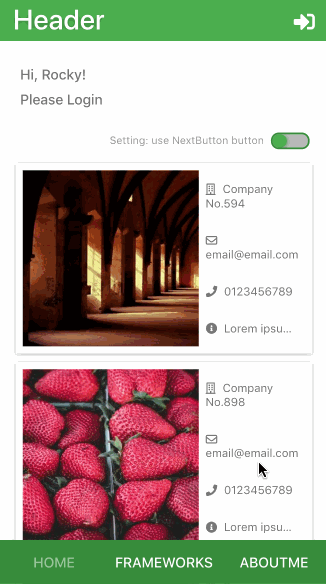 Header
Hi, Rocky!
Please Login
Setting: use NextButton button
Company
No.594
email@email.com
0123456789
Lorem ipsu...
Company
No.898
email@email.com
0123456789
Lorem ipsu...
HOME FRAMEWORKS ABOUTME